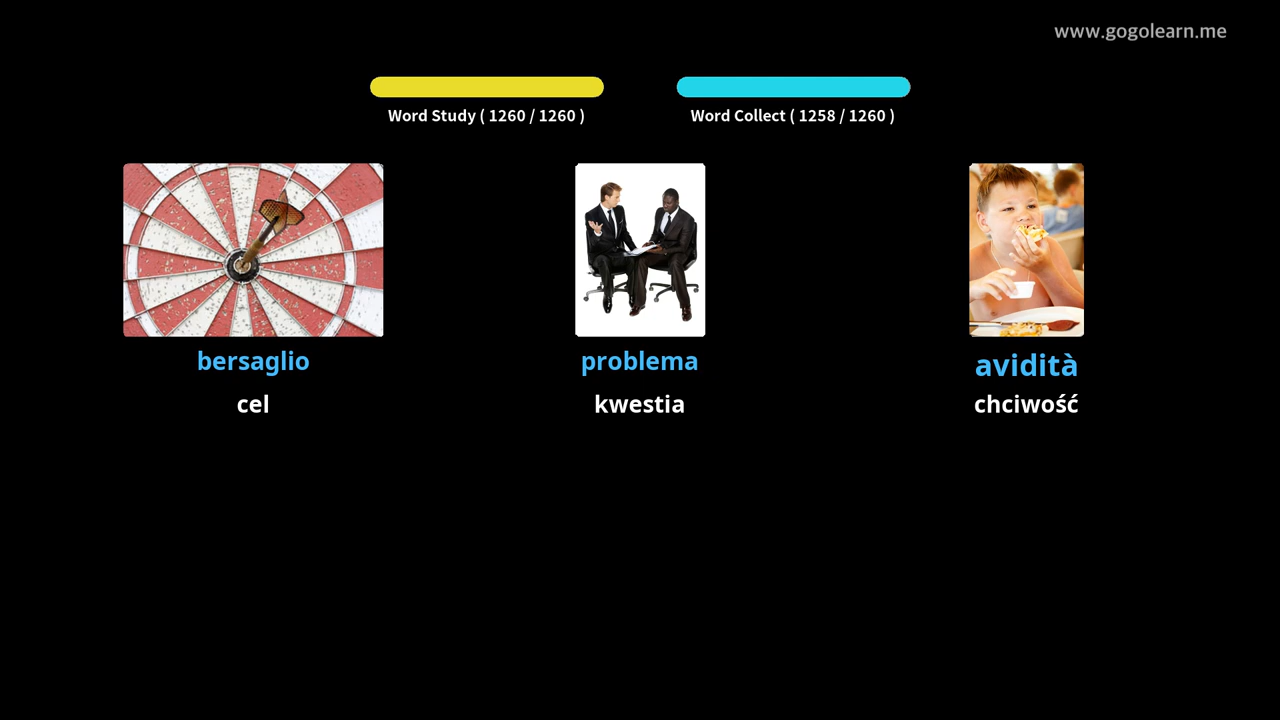 www.gogolearn.me
Word Study ( 1260 / 1260 )
Word Collect ( 1258 / 1260 )
bersaglio
problema
avidità
cel
kwestia
chciwość